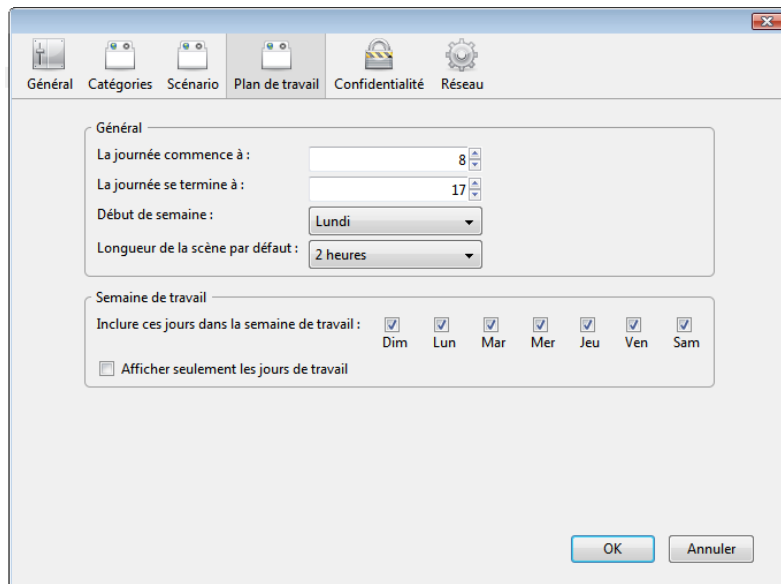 Général Catégories Scénario Plan de travail Confidentialité Réseau
Général
La journée commence à : 8
La journée se termine à : 17
Début de semaine : Lundi
Longueur de la scène par défaut : 2 heures
Semaine de travail
Inclure ces jours dans la semaine de travail :
Dim Lun Mar Mer Jeu Ven Sam
Afficher seulement les jours de travail
OK Annuler